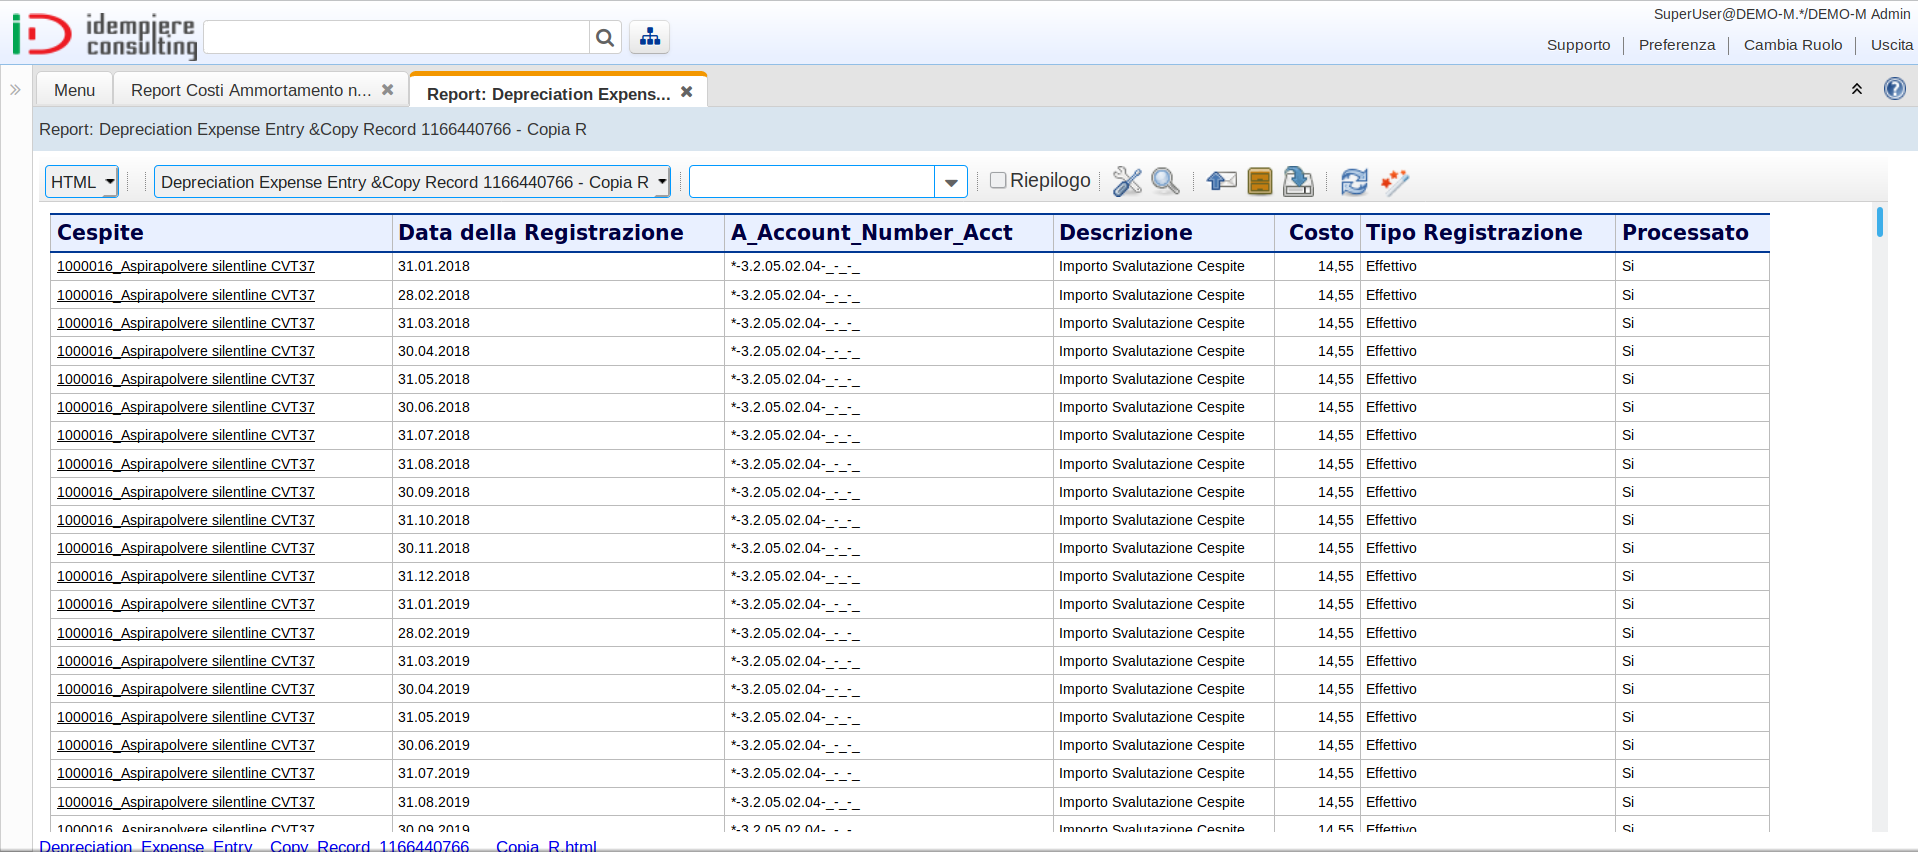 SuperUser@DEMO-M.*/DEMO-M Admin
iD idempiere consulting
Supporto Preferenza Cambia Ruolo Uscita
Menu Report Costi Ammortamento n... Report: Depreciation Expens...
Report: Depreciation Expense Entry &Copy Record 1166440766 - Copia R
HTML Depreciation Expense Entry &Copy Record 1166440766 - Copia R Riepilogo
Cespite Data della Registrazione A_Account_Number_Acct Descrizione Costo Tipo Registrazione Processato
1000016_Aspirapolvere silentline CVT37 31.01.2018 *-3.2.05.02.04-_-_-_ Importo Svalutazione Cespite 14,55 Effettivo Si
1000016_Aspirapolvere silentline CVT37 28.02.2018 *-3.2.05.02.04-_-_-_ Importo Svalutazione Cespite 14,55 Effettivo Si
1000016_Aspirapolvere silentline CVT37 31.03.2018 *-3.2.05.02.04-_-_-_ Importo Svalutazione Cespite 14,55 Effettivo Si
1000016_Aspirapolvere silentline CVT37 30.04.2018 *-3.2.05.02.04-_-_-_ Importo Svalutazione Cespite 14,55 Effettivo Si
1000016_Aspirapolvere silentline CVT37 31.05.2018 *-3.2.05.02.04-_-_-_ Importo Svalutazione Cespite 14,55 Effettivo Si
1000016_Aspirapolvere silentline CVT37 30.06.2018 *-3.2.05.02.04-_-_-_ Importo Svalutazione Cespite 14,55 Effettivo Si
1000016_Aspirapolvere silentline CVT37 31.07.2018 *-3.2.05.02.04-_-_-_ Importo Svalutazione Cespite 14,55 Effettivo Si
1000016_Aspirapolvere silentline CVT37 31.08.2018 *-3.2.05.02.04-_-_-_ Importo Svalutazione Cespite 14,55 Effettivo Si
1000016_Aspirapolvere silentline CVT37 30.09.2018 *-3.2.05.02.04-_-_-_ Importo Svalutazione Cespite 14,55 Effettivo Si
1000016_Aspirapolvere silentline CVT37 31.10.2018 *-3.2.05.02.04-_-_-_ Importo Svalutazione Cespite 14,55 Effettivo Si
1000016_Aspirapolvere silentline CVT37 30.11.2018 *-3.2.05.02.04-_-_-_ Importo Svalutazione Cespite 14,55 Effettivo Si
1000016_Aspirapolvere silentline CVT37 31.12.2018 *-3.2.05.02.04-_-_-_ Importo Svalutazione Cespite 14,55 Effettivo Si
1000016_Aspirapolvere silentline CVT37 31.01.2019 *-3.2.05.02.04-_-_-_ Importo Svalutazione Cespite 14,55 Effettivo Si
1000016_Aspirapolvere silentline CVT37 28.02.2019 *-3.2.05.02.04-_-_-_ Importo Svalutazione Cespite 14,55 Effettivo Si
1000016_Aspirapolvere silentline CVT37 31.03.2019 *-3.2.05.02.04-_-_-_ Importo Svalutazione Cespite 14,55 Effettivo Si
1000016_Aspirapolvere silentline CVT37 30.04.2019 *-3.2.05.02.04-_-_-_ Importo Svalutazione Cespite 14,55 Effettivo Si
1000016_Aspirapolvere silentline CVT37 31.05.2019 *-3.2.05.02.04-_-_-_ Importo Svalutazione Cespite 14,55 Effettivo Si
1000016_Aspirapolvere silentline CVT37 30.06.2019 *-3.2.05.02.04-_-_-_ Importo Svalutazione Cespite 14,55 Effettivo Si
1000016_Aspirapolvere silentline CVT37 31.07.2019 *-3.2.05.02.04-_-_-_ Importo Svalutazione Cespite 14,55 Effettivo Si
1000016_Aspirapolvere silentline CVT37 31.08.2019 *-3.2.05.02.04-_-_-_ Importo Svalutazione Cespite 14,55 Effettivo Si
1000016_Aspirapolvere silentline CVT37 30.09.2019 *-3.2.05.02.04-_-_-_ Importo Svalutazione Cespite 14,55 Effettivo Si
Depreciation_Expense_Entry__Copy_Record_1166440766___Copia_R.html